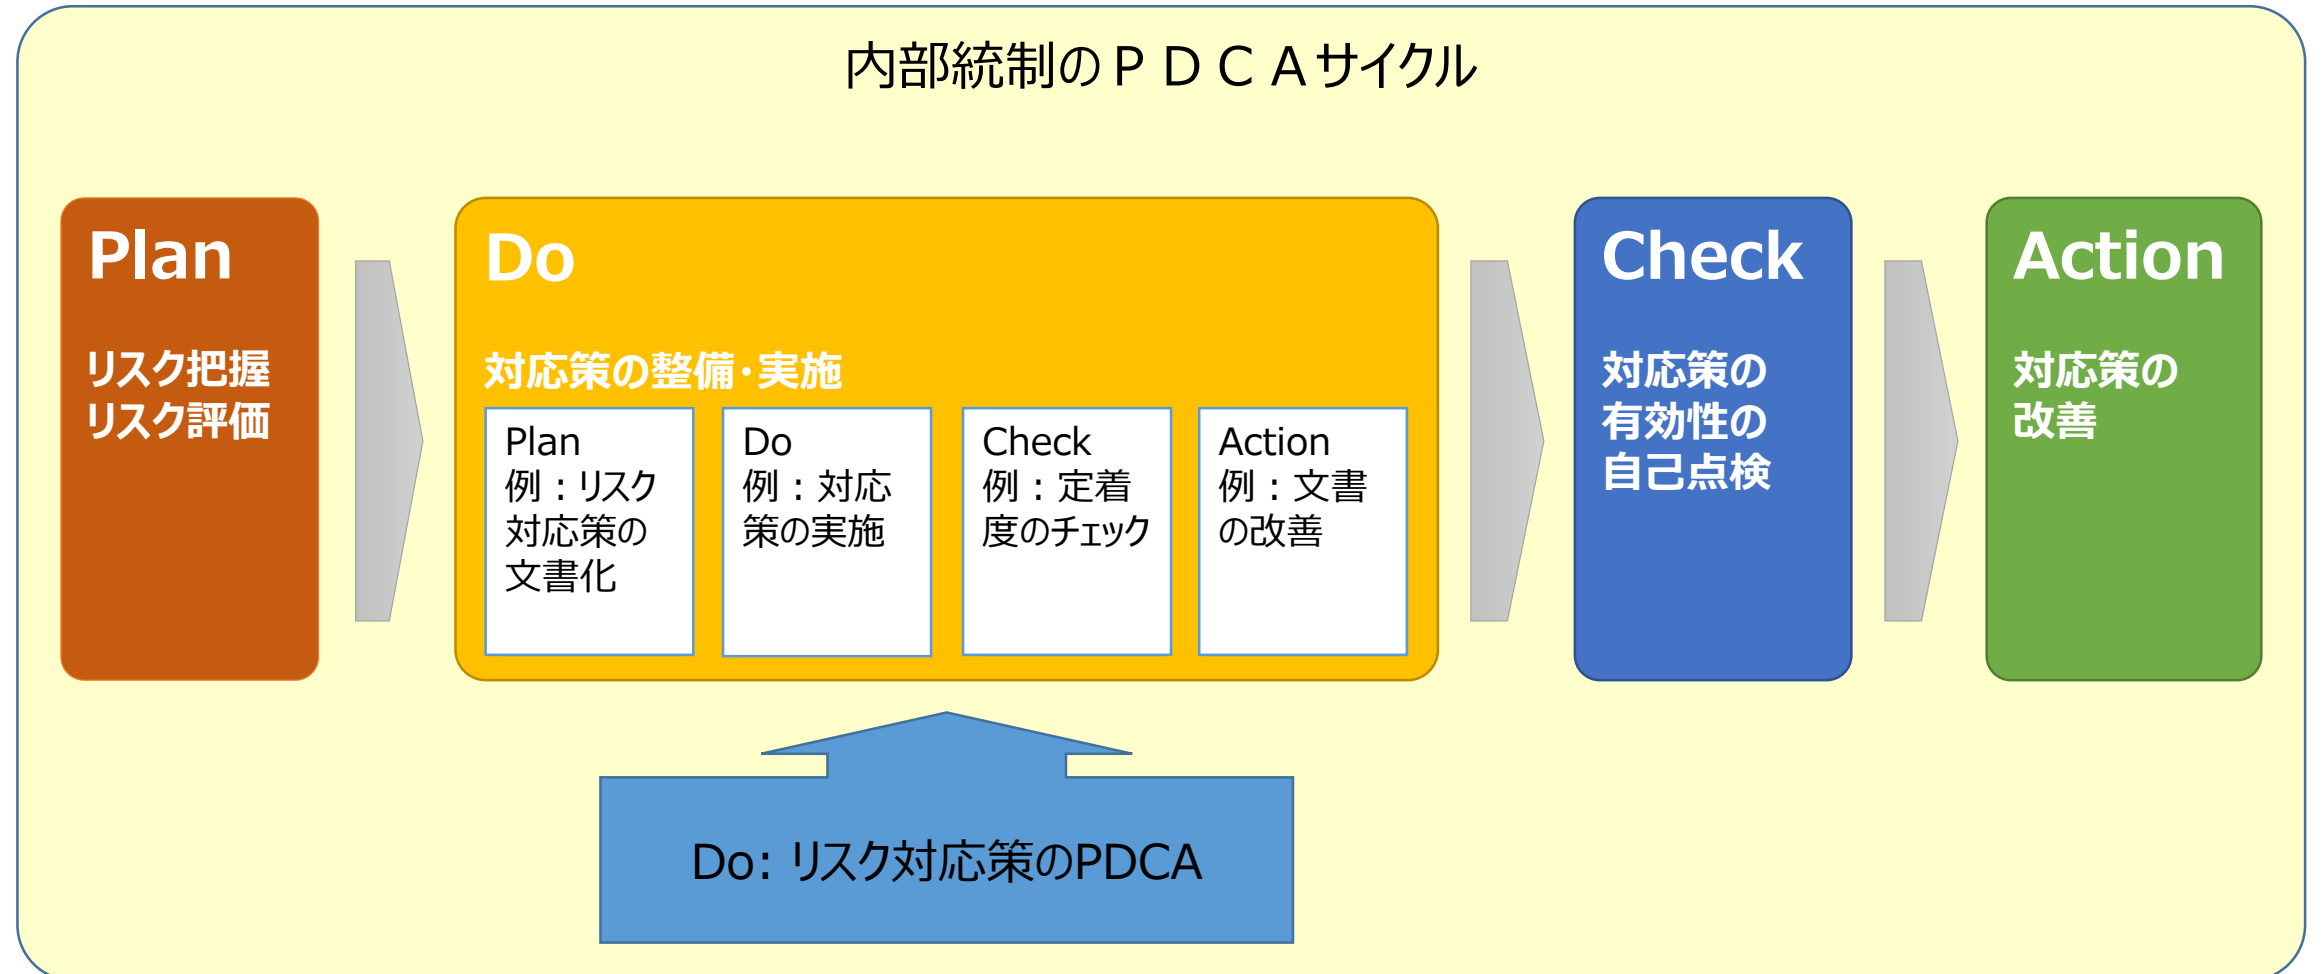 内部統制のＰＤＣＡサイクル
Plan
リスク把握
リスク評価
Do
対応策の整備・実施
Plan
例：リスク
対応策の
文書化
Do
例：対応
策の実施
Check
例：定着
度のチェック
Action
例：文書
の改善
Check
対応策の
有効性の
自己点検
Action
対応策の
改善
Do: リスク対応策のPDCA